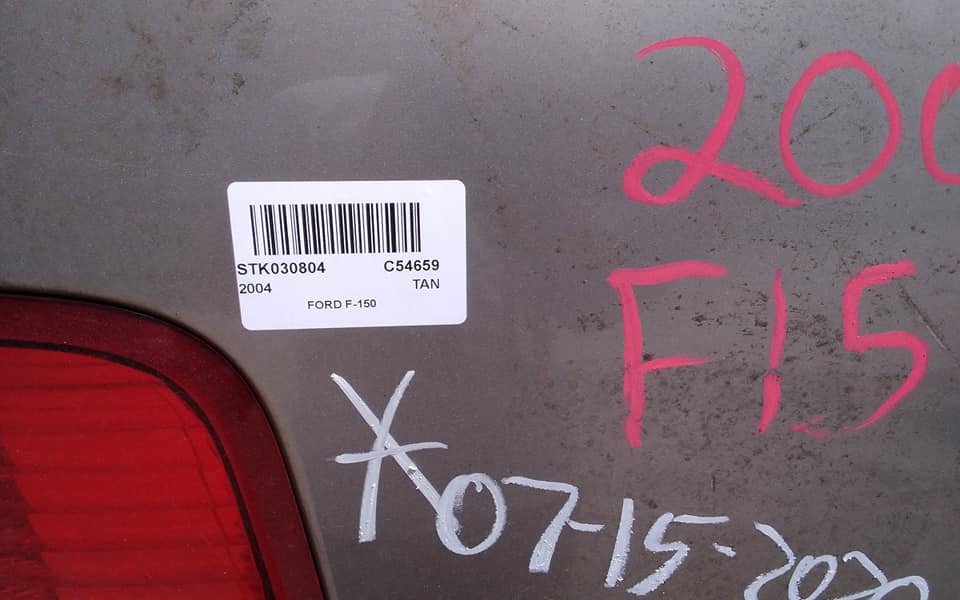 STK030804 C54659
2004 TAN
FORD F-150
200
F15
X07-15-2020